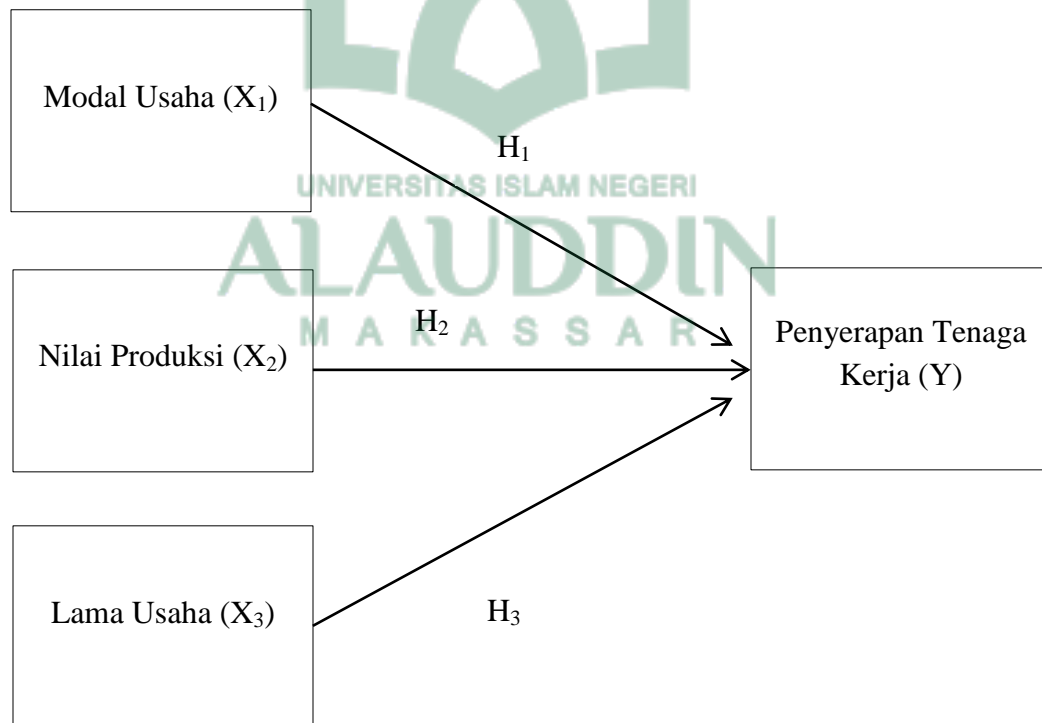 Modal Usaha (X₁)
H₁
UNIVERSITAS ISLAM NEGERI
ALAUDDIN
MAKASSAR
H₂
Nilai Produksi (X₂)
Penyerapan Tenaga
Kerja (Y)
Lama Usaha (X₃)
H₃